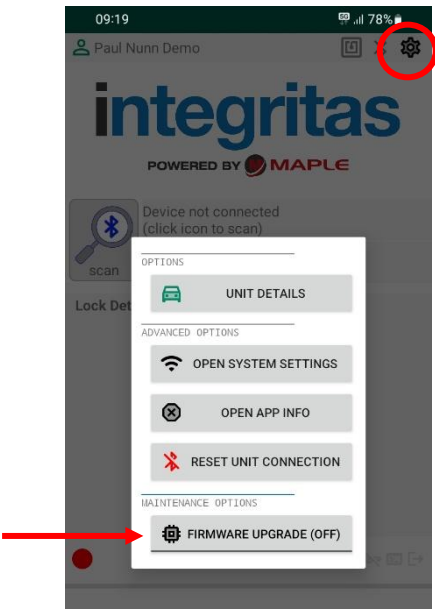 09:19
78%
Paul Nunn Demo
integritas
POWERED BY MAPLE
Device not connected
(click icon to scan)
scan
OPTIONS
UNIT DETAILS
Lock Det
ADVANCED OPTIONS
OPEN SYSTEM SETTINGS
OPEN APP INFO
RESET UNIT CONNECTION
MAINTENANCE OPTIONS
FIRMWARE UPGRADE (OFF)